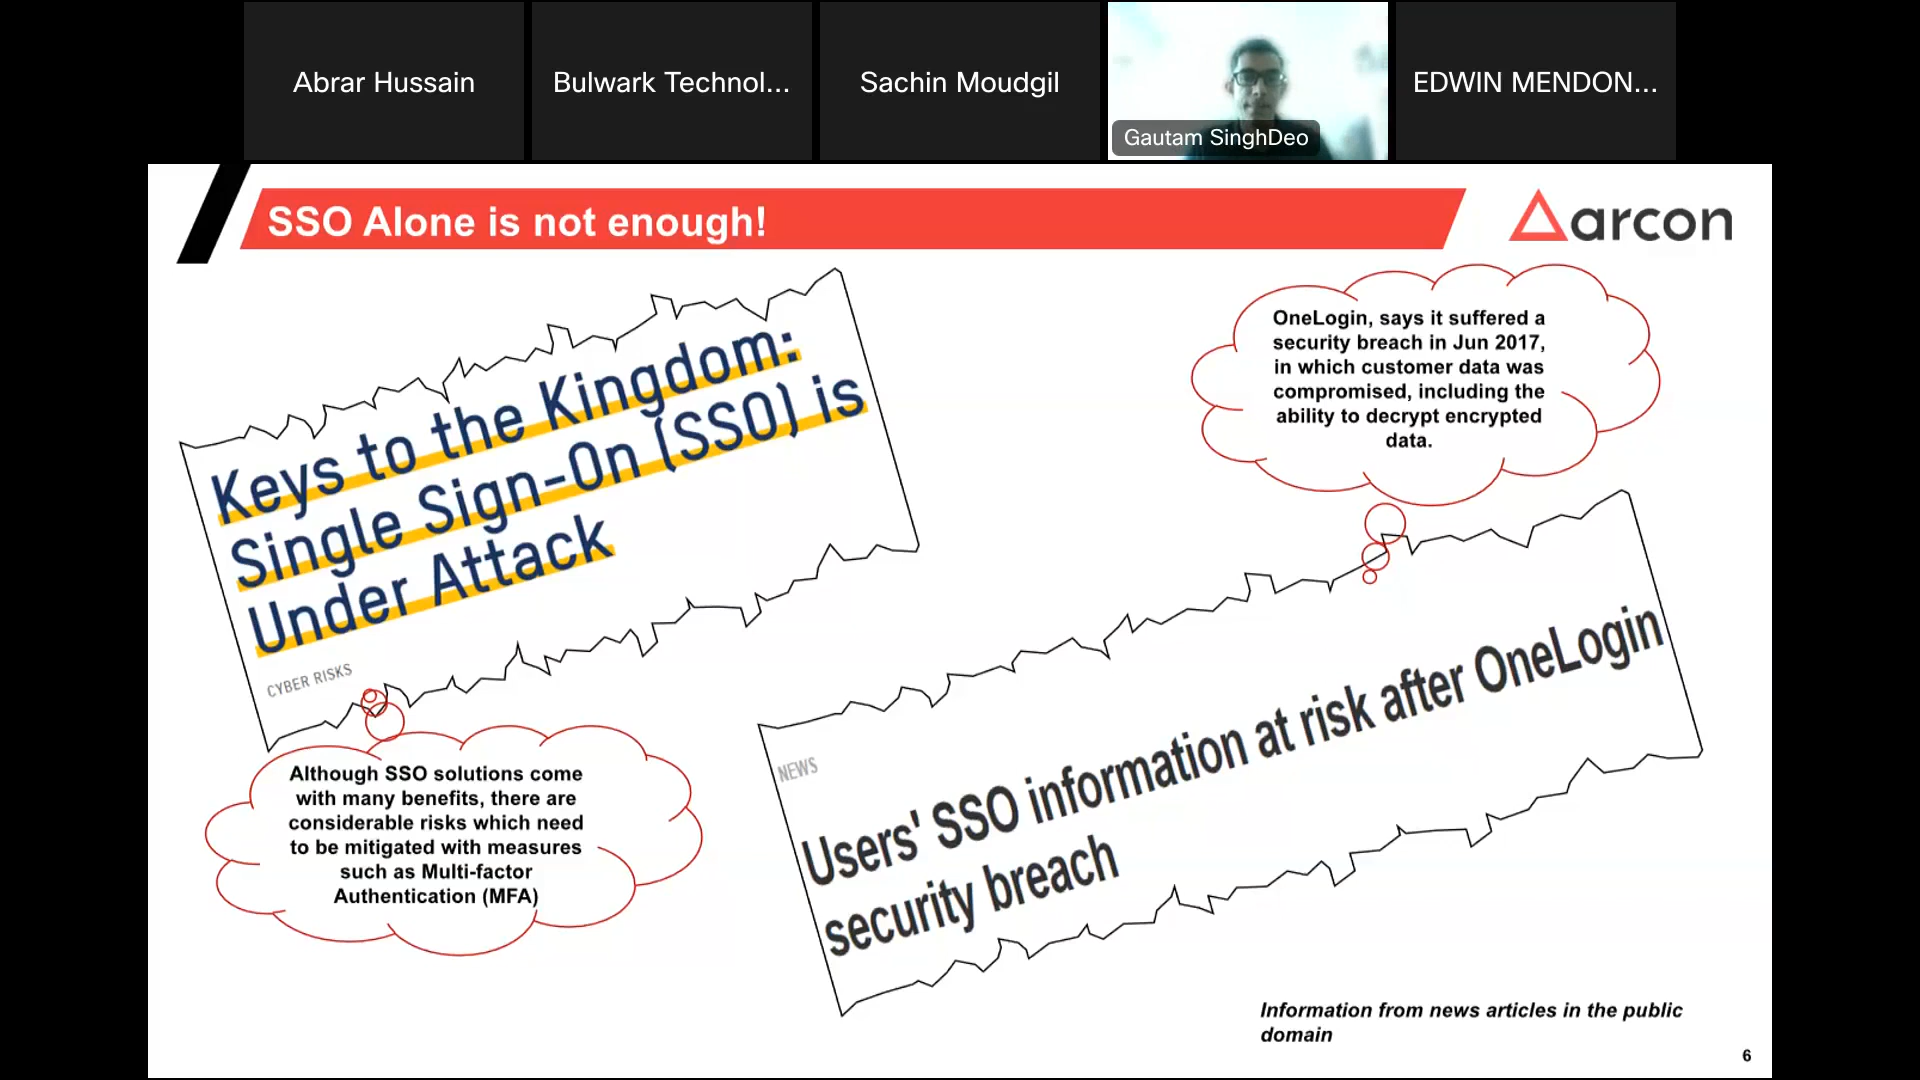 Abrar Hussain
Bulwark Technol...
Sachin Moudgil
Gautam SinghDeo
EDWIN MENDON...
SSO Alone is not enough!
arcon
Keys to the Kingdom:
Single Sign-On (SSO) is
Under Attack
CYBER RISKS
OneLogin, says it suffered a
security breach in Jun 2017,
in which customer data was
compromised, including the
ability to decrypt encrypted
data.
Although SSO solutions come
with many benefits, there are
considerable risks which need
to be mitigated with measures
such as Multi-factor
Authentication (MFA)
NEWS
Users' SSO information at risk after OneLogin
security breach
Information from news articles in the public
domain
6